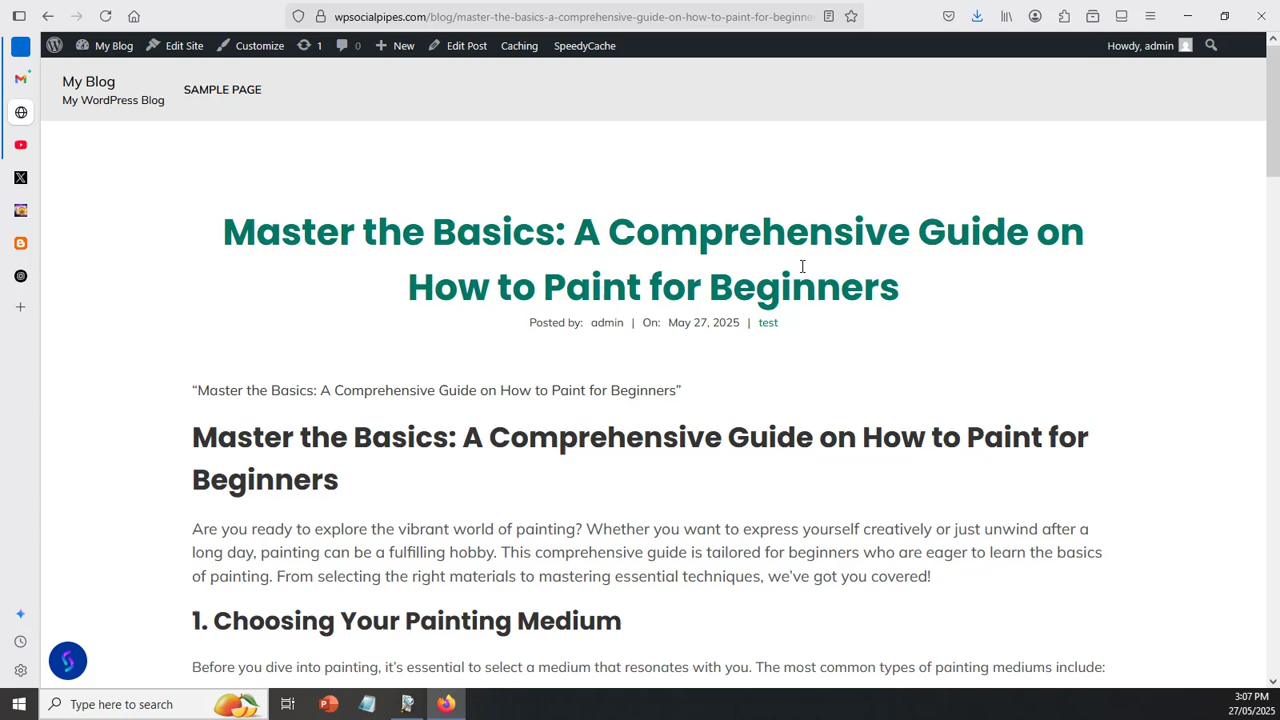 wpsocialpipes.com/blog/master-the-basics-a-comprehensive-guide-on-how-to-paint-for-beginne
My Blog
Edit Site
Customize
1
0
New
Edit Post
Caching
SpeedyCache
Howdy, admin
My Blog
My WordPress Blog
SAMPLE PAGE
Master the Basics: A Comprehensive Guide on
How to Paint for Beginners
Posted by: admin | On: May 27, 2025 | test
“Master the Basics: A Comprehensive Guide on How to Paint for Beginners”
Master the Basics: A Comprehensive Guide on How to Paint for
Beginners
Are you ready to explore the vibrant world of painting? Whether you want to express yourself creatively or just unwind after a
long day, painting can be a fulfilling hobby. This comprehensive guide is tailored for beginners who are eager to learn the basics
of painting. From selecting the right materials to mastering essential techniques, we’ve got you covered!
1. Choosing Your Painting Medium
Before you dive into painting, it’s essential to select a medium that resonates with you. The most common types of painting mediums include:
Type here to search
3:07 PM
27/05/2025